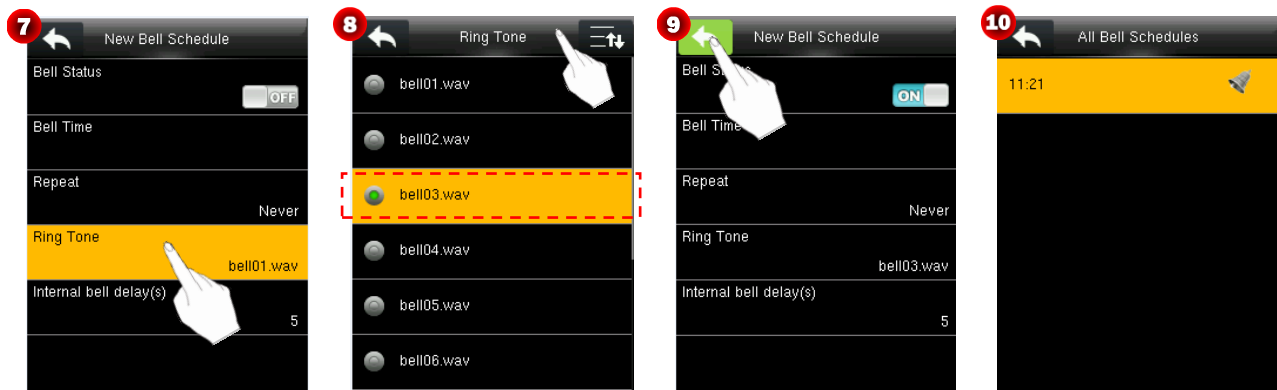 7
New Bell Schedule
Bell Status
OFF
Bell Time
Repeat
Never
Ring Tone
bell01.wav
Internal bell delay(s)
5
8
Ring Tone
bell01.wav
bell02.wav
bell03.wav
bell04.wav
bell05.wav
bell06.wav
9
New Bell Schedule
Bell S
ON
Bell Time
Repeat
Never
Ring Tone
bell03.wav
Internal bell delay(s)
5
10
All Bell Schedules
11:21